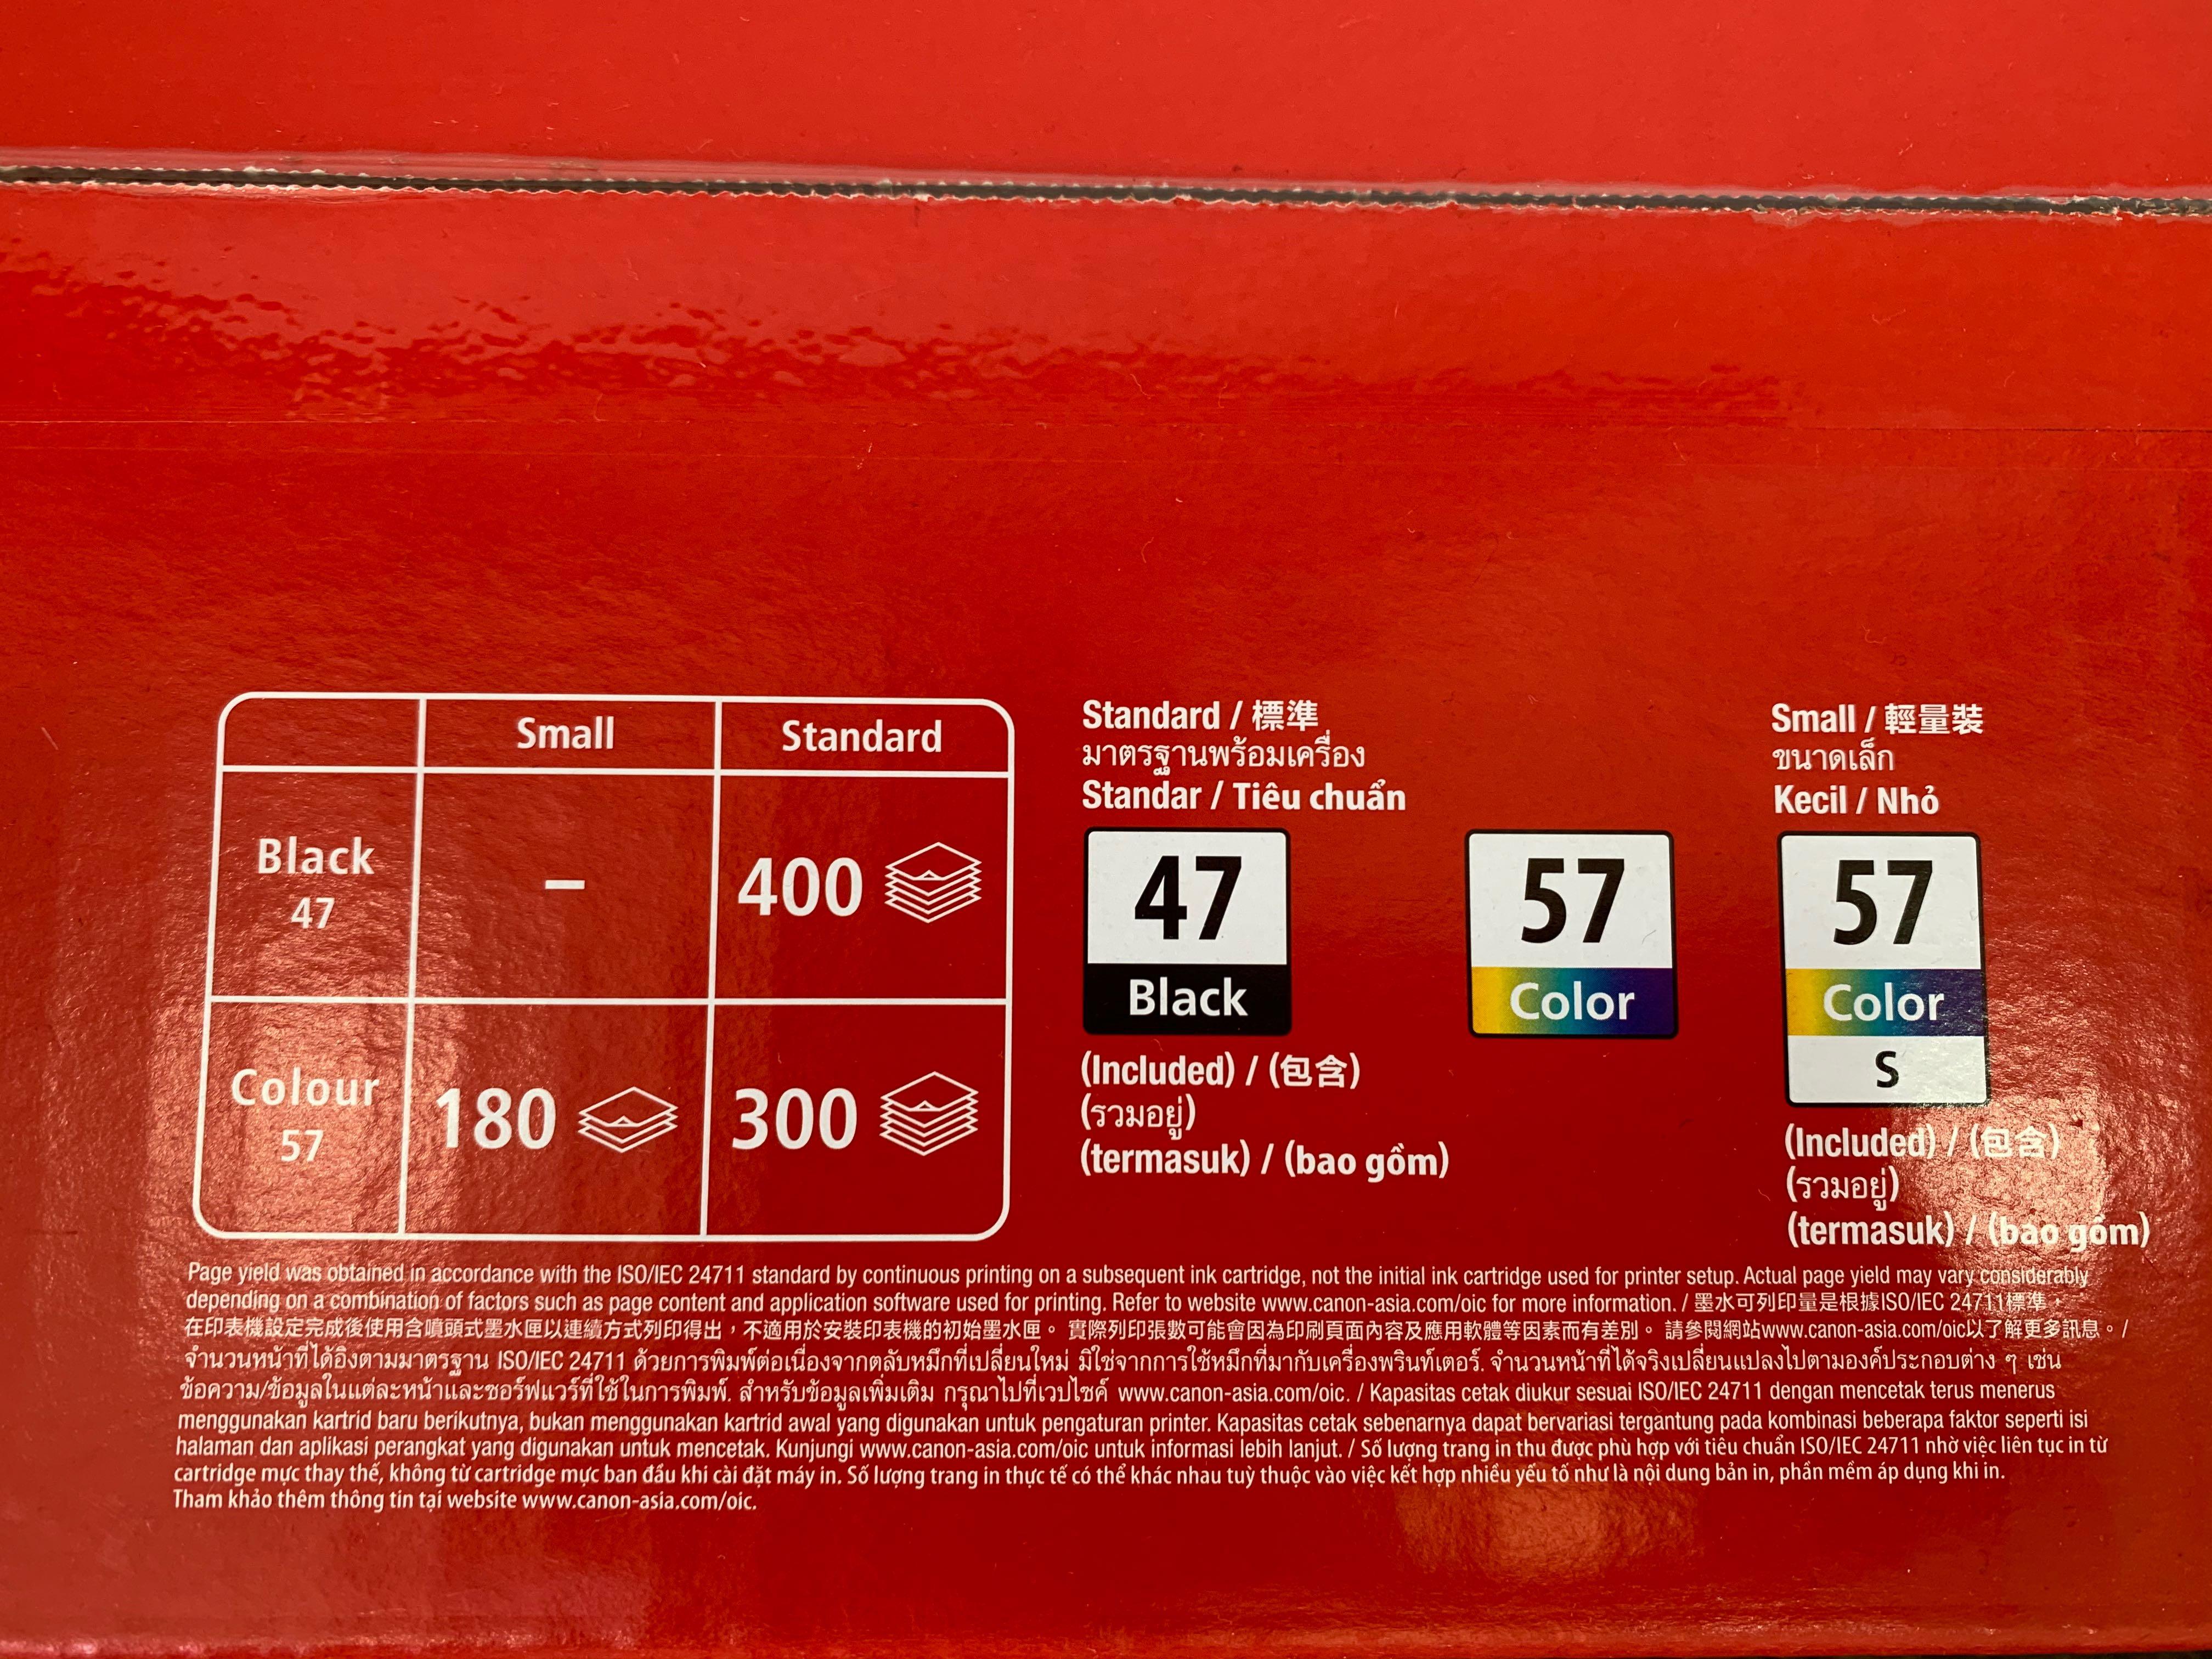 Small Standard
Black
47
–
400
Colour
57
180
300
Standard / 標準
มาตรฐานพร้อมเครื่อง
Standar / Tiêu chuẩn
47
Black
(Included) / (包含)
(รวมอยู่)
(termasuk) / (bao gồm)
57
Color
Small / 輕量裝
ขนาดเล็ก
Kecil / Nhỏ
57
Color
S
(Included) / (包含)
(รวมอยู่)
(termasuk) / (bao gồm)
Page yield was obtained in accordance with the ISO/IEC 24711 standard by continuous printing on a subsequent ink cartridge, not the initial ink cartridge used for printer setup. Actual page yield may vary considerably
depending on a combination of factors such as page content and application software used for printing. Refer to website www.canon-asia.com/oic for more information. / 墨水可列印量是根據ISO/IEC 24711標準，
在印表機設定完成後使用含噴頭式墨水匣以連續方式列印得出，不適用於安裝印表機的初始墨水匣。 實際列印張數可能會因為印刷頁面內容及應用軟體等因素而有差別。 請參閱網站www.canon-asia.com/oic以了解更多訊息。/
จำนวนหน้าที่ได้อิงตามมาตรฐาน ISO/IEC 24711 ด้วยการพิมพ์ต่อเนื่องจากตลับหมึกที่เปลี่ยนใหม่ มิใช่จากการใช้หมึกที่มากับเครื่องพรินท์เตอร์. จำนวนหน้าที่ได้จริงเปลี่ยนแปลงไปตามองค์ประกอบต่าง ๆ เช่น
ข้อความ/ข้อมูลในแต่ละหน้าและซอร์ฟแวร์ที่ใช้ในการพิมพ์. สำหรับข้อมูลเพิ่มเติม กรุณาไปที่เวปไซค์ www.canon-asia.com/oic. / Kapasitas cetak diukur sesuai ISO/IEC 24711 dengan mencetak terus menerus
menggunakan kartrid baru berikutnya, bukan menggunakan kartrid awal yang digunakan untuk pengaturan printer. Kapasitas cetak sebenarnya dapat bervariasi tergantung pada kombinasi beberapa faktor seperti isi
halaman dan aplikasi perangkat yang digunakan untuk mencetak. Kunjungi www.canon-asia.com/oic untuk informasi lebih lanjut. / Số lượng trang in thu được phù hợp với tiêu chuẩn ISO/IEC 24711 nhờ việc liên tục in từ
cartridge mực thay thế, không từ cartridge mực ban đầu khi cài đặt máy in. Số lượng trang in thực tế có thể khác nhau tuỳ thuộc vào việc kết hợp nhiều yếu tố như là nội dung bản in, phần mềm áp dụng khi in.
Tham khảo thêm thông tin tại website www.canon-asia.com/oic.